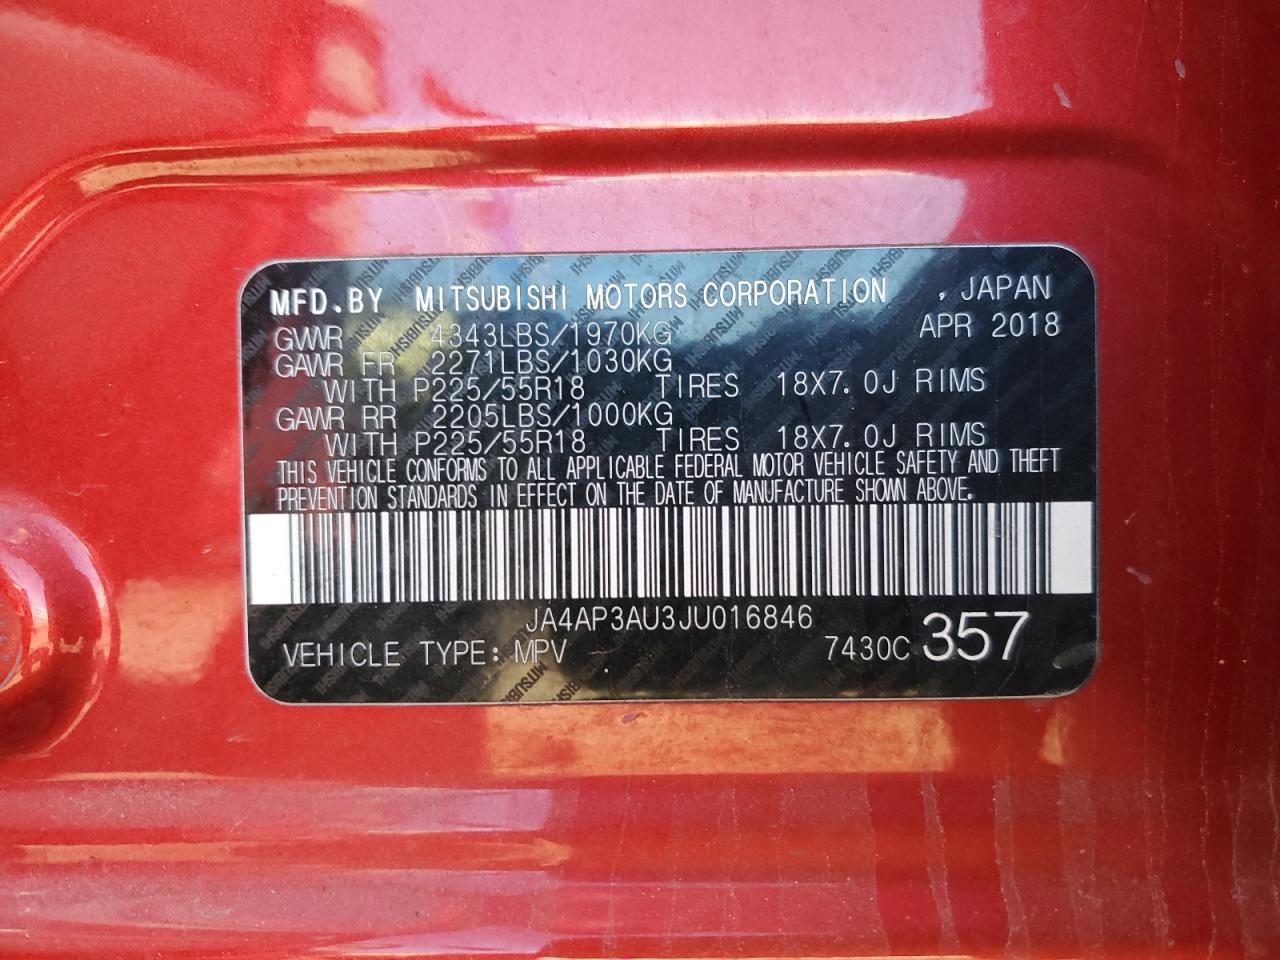 MFD.BY MITSUBISHI MOTORS CORPORATION , JAPAN
GVWR 4343LBS/1970KG APR 2018
GAWR FR 2271LBS/1030KG
WITH P225/55R18 TIRES 18X7.0J RIMS
GAWR RR 2205LBS/1000KG
WITH P225/55R18 TIRES 18X7.0J RIMS
THIS VEHICLE CONFORMS TO ALL APPLICABLE FEDERAL MOTOR VEHICLE SAFETY AND THEFT
PREVENTION STANDARDS IN EFFECT ON THE DATE OF MANUFACTURE SHOWN ABOVE.
JA4AP3AU3JU016846
VEHICLE TYPE: MPV 7430C 357